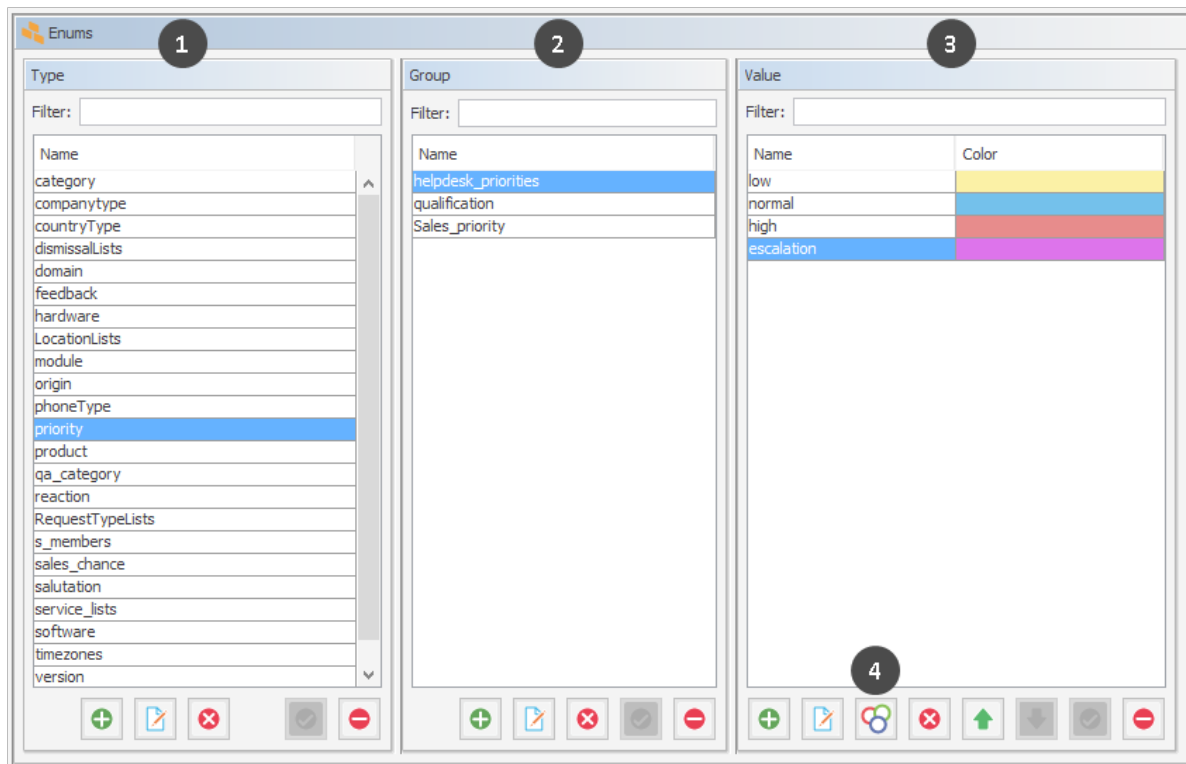 Enums
1
2
3
Type
Filter:
Name
category
companytype
countryType
dismissalLists
domain
feedback
hardware
LocationLists
module
origin
phoneType
priority
product
qa_category
reaction
RequestTypeLists
s_members
sales_chance
salutation
service_lists
software
timezones
version
Group
Filter:
Name
helpdesk_priorities
qualification
Sales_priority
Value
Filter:
Name Color
low
normal
high
escalation
4